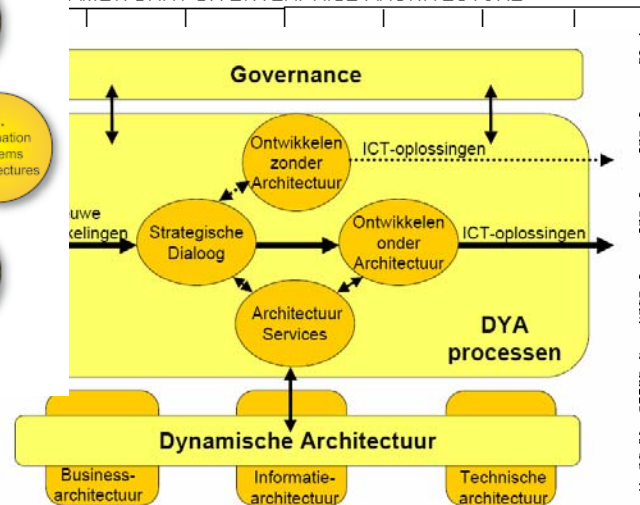 Governance
Ontwikkelen
zonder
Architectuur
ICT-oplossingen
Strategische
Dialoog
Ontwikkelen
onder
Architectuur
ICT-oplossingen
Architectuur
Services
DYA
processen
Dynamische Architectuur
Business-
architectuur
Informatie-
architectuur
Technische
architectuur